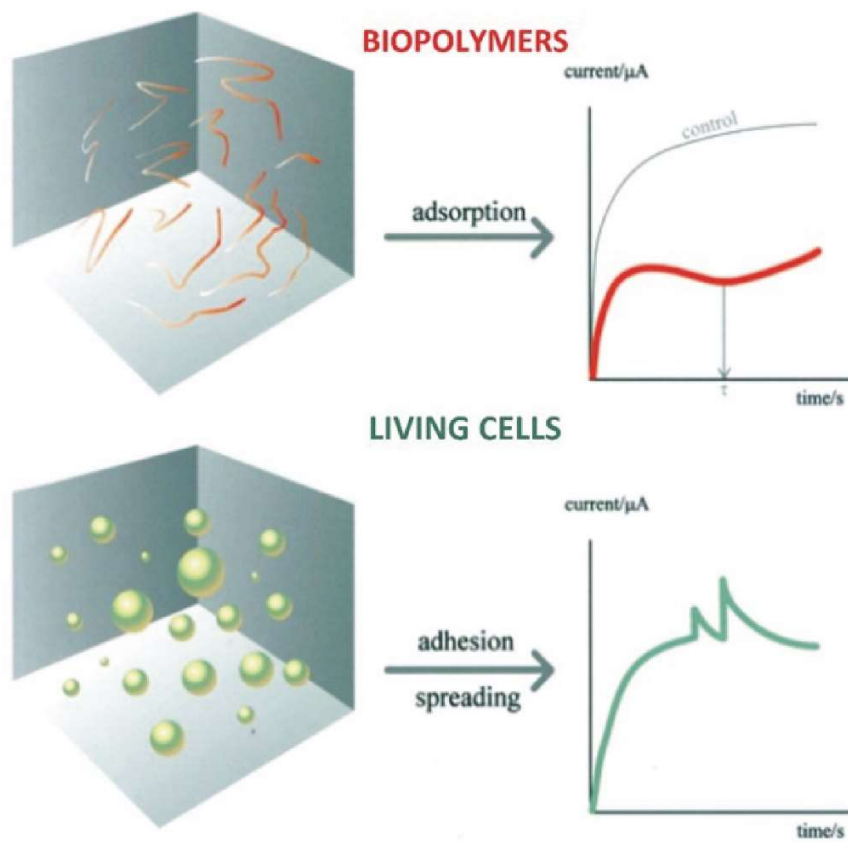 BIOPOLYMERS
current/μA
control
adsorption
τ
time/s
LIVING CELLS
current/μA
adhesion
spreading
time/s